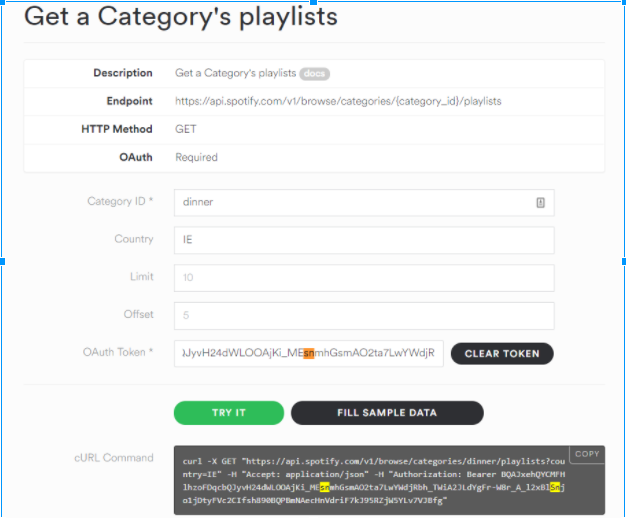 Get a Category's playlists
Description Get a Category's playlists docs
Endpoint https://api.spotify.com/v1/browse/categories/{category_id}/playlists
HTTP Method GET
OAuth Required
Category ID * dinner
Country IE
Limit 10
Offset 5
OAuth Token * JyvH24dWLOOAjKi_MEsnmhGsmAO2ta7LwYWdjR CLEAR TOKEN
TRY IT FILL SAMPLE DATA
cURL Command COPY
curl -X GET "https://api.spotify.com/v1/browse/categories/dinner/playlists?cou
ntry=IE" -H "Accept: application/json" -H "Authorization: Bearer